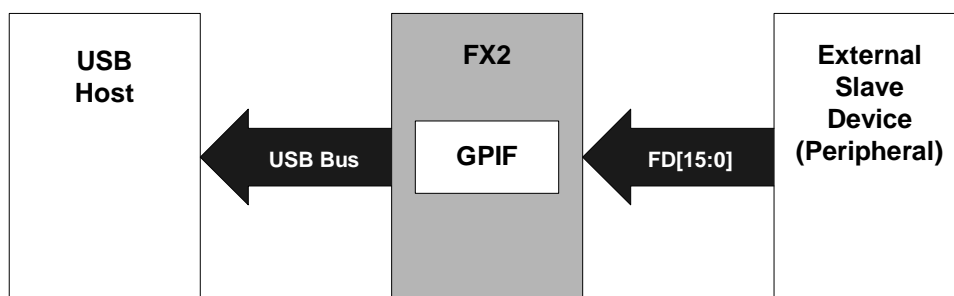 USB
Host
USB Bus
FX2
GPIF
FD[15:0]
External
Slave
Device
(Peripheral)